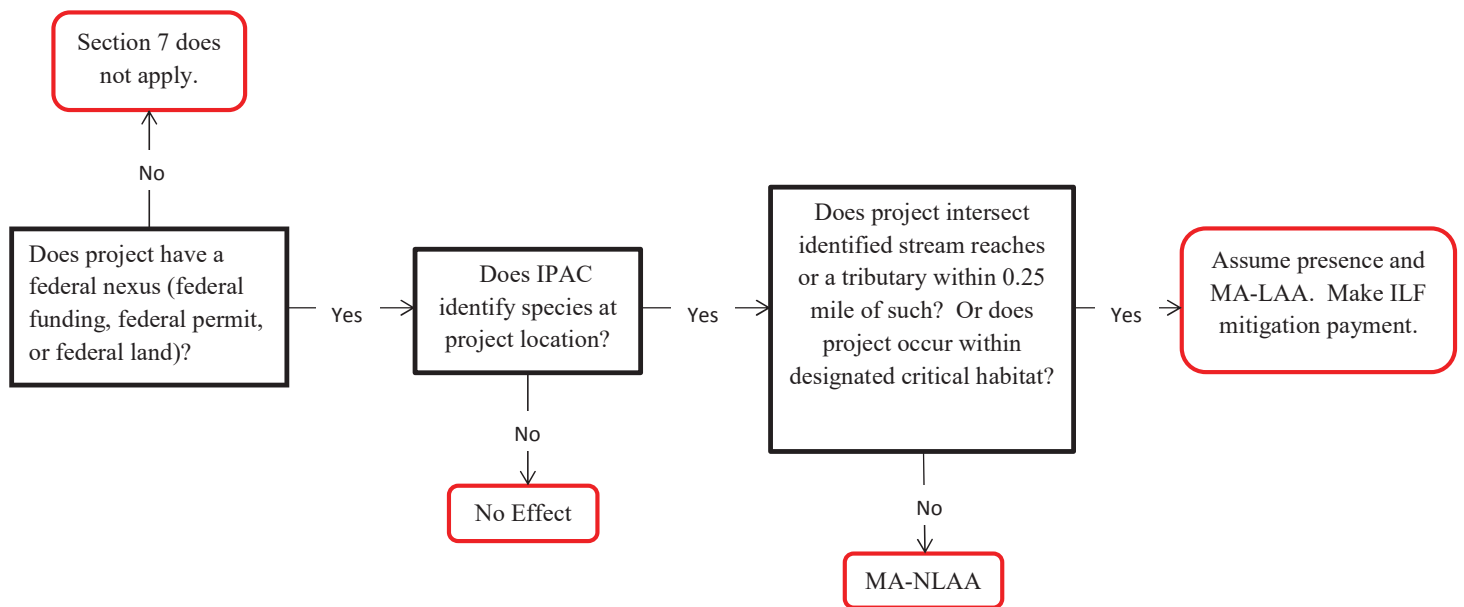 Section 7 does
not apply.
No
Does project have a
federal nexus (federal
funding, federal permit,
or federal land)?
Yes
Does IPAC
identify species at
project location?
Yes
No
No Effect
Does project intersect
identified stream reaches
or a tributary within 0.25
mile of such? Or does
project occur within
designated critical habitat?
Yes
No
MA-NLAA
Assume presence and
MA-LAA. Make ILF
mitigation payment.